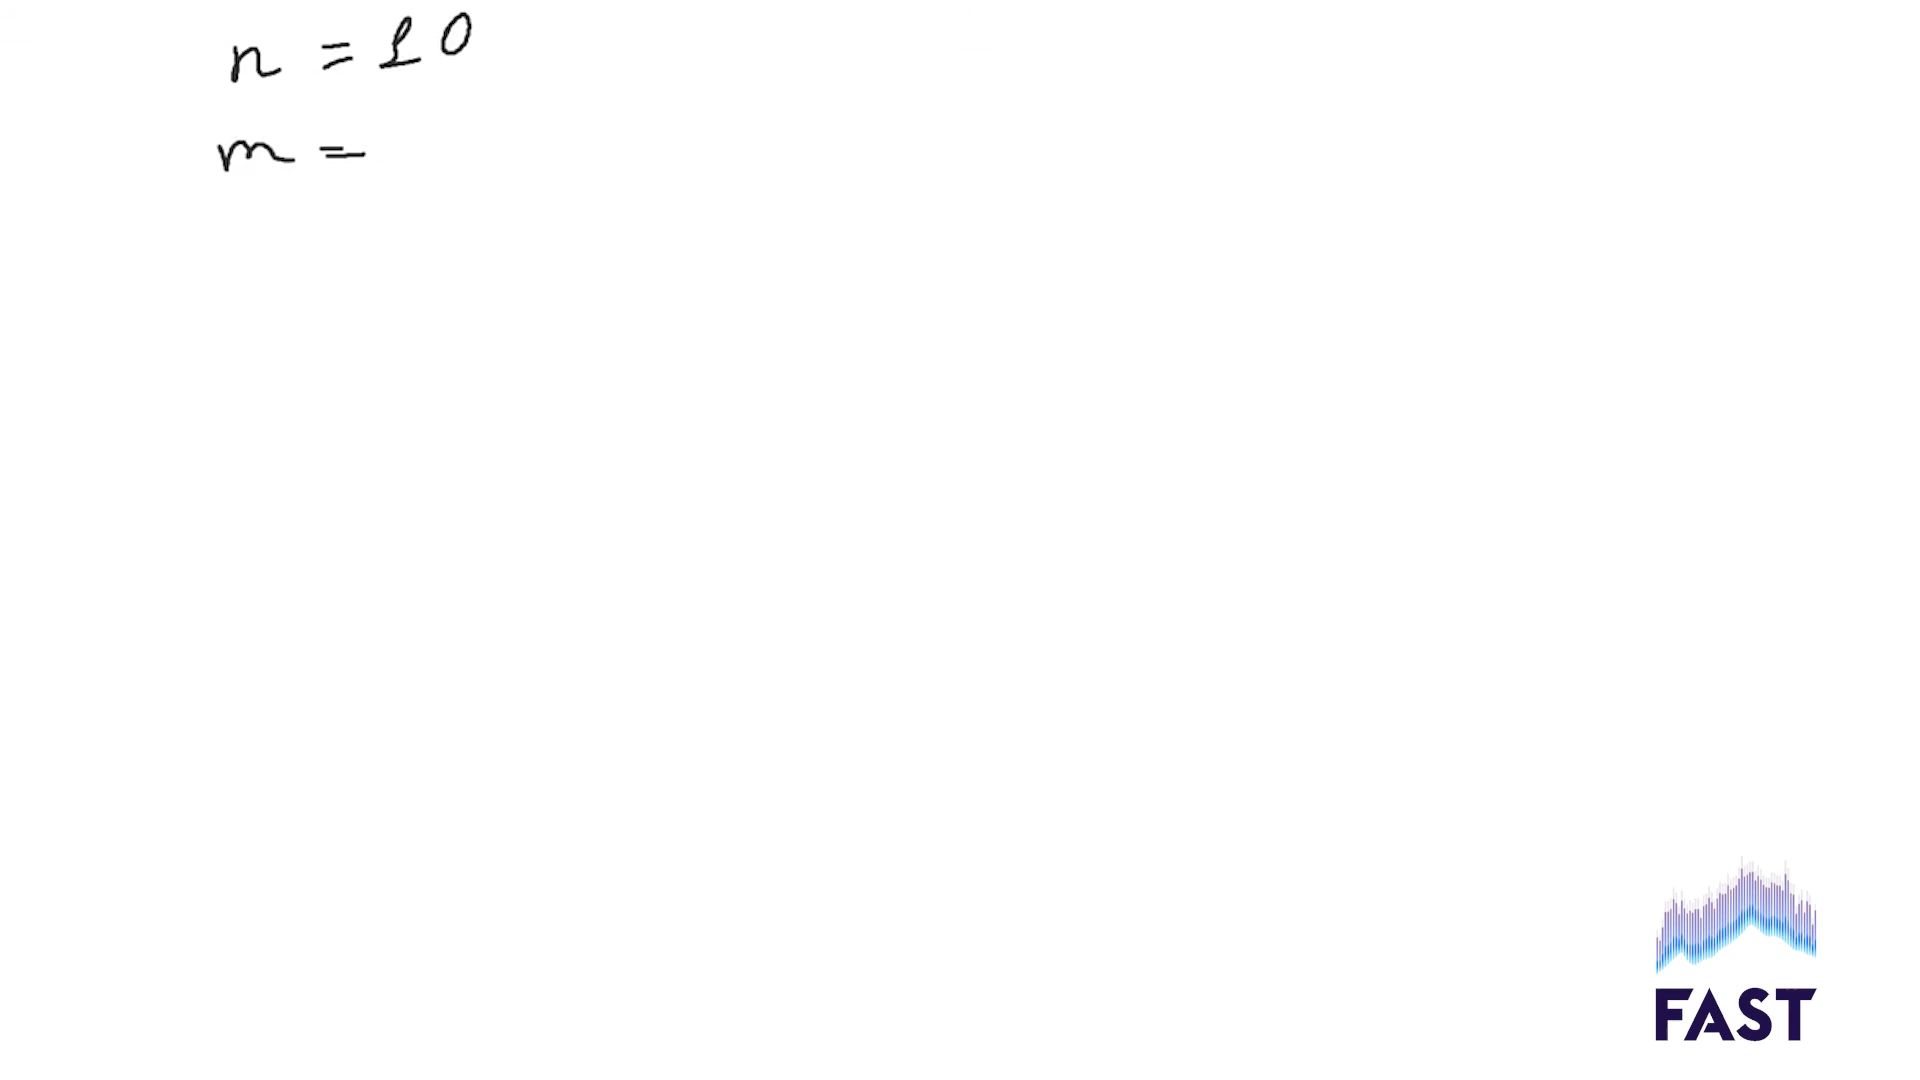 n = 10
m =
FAST